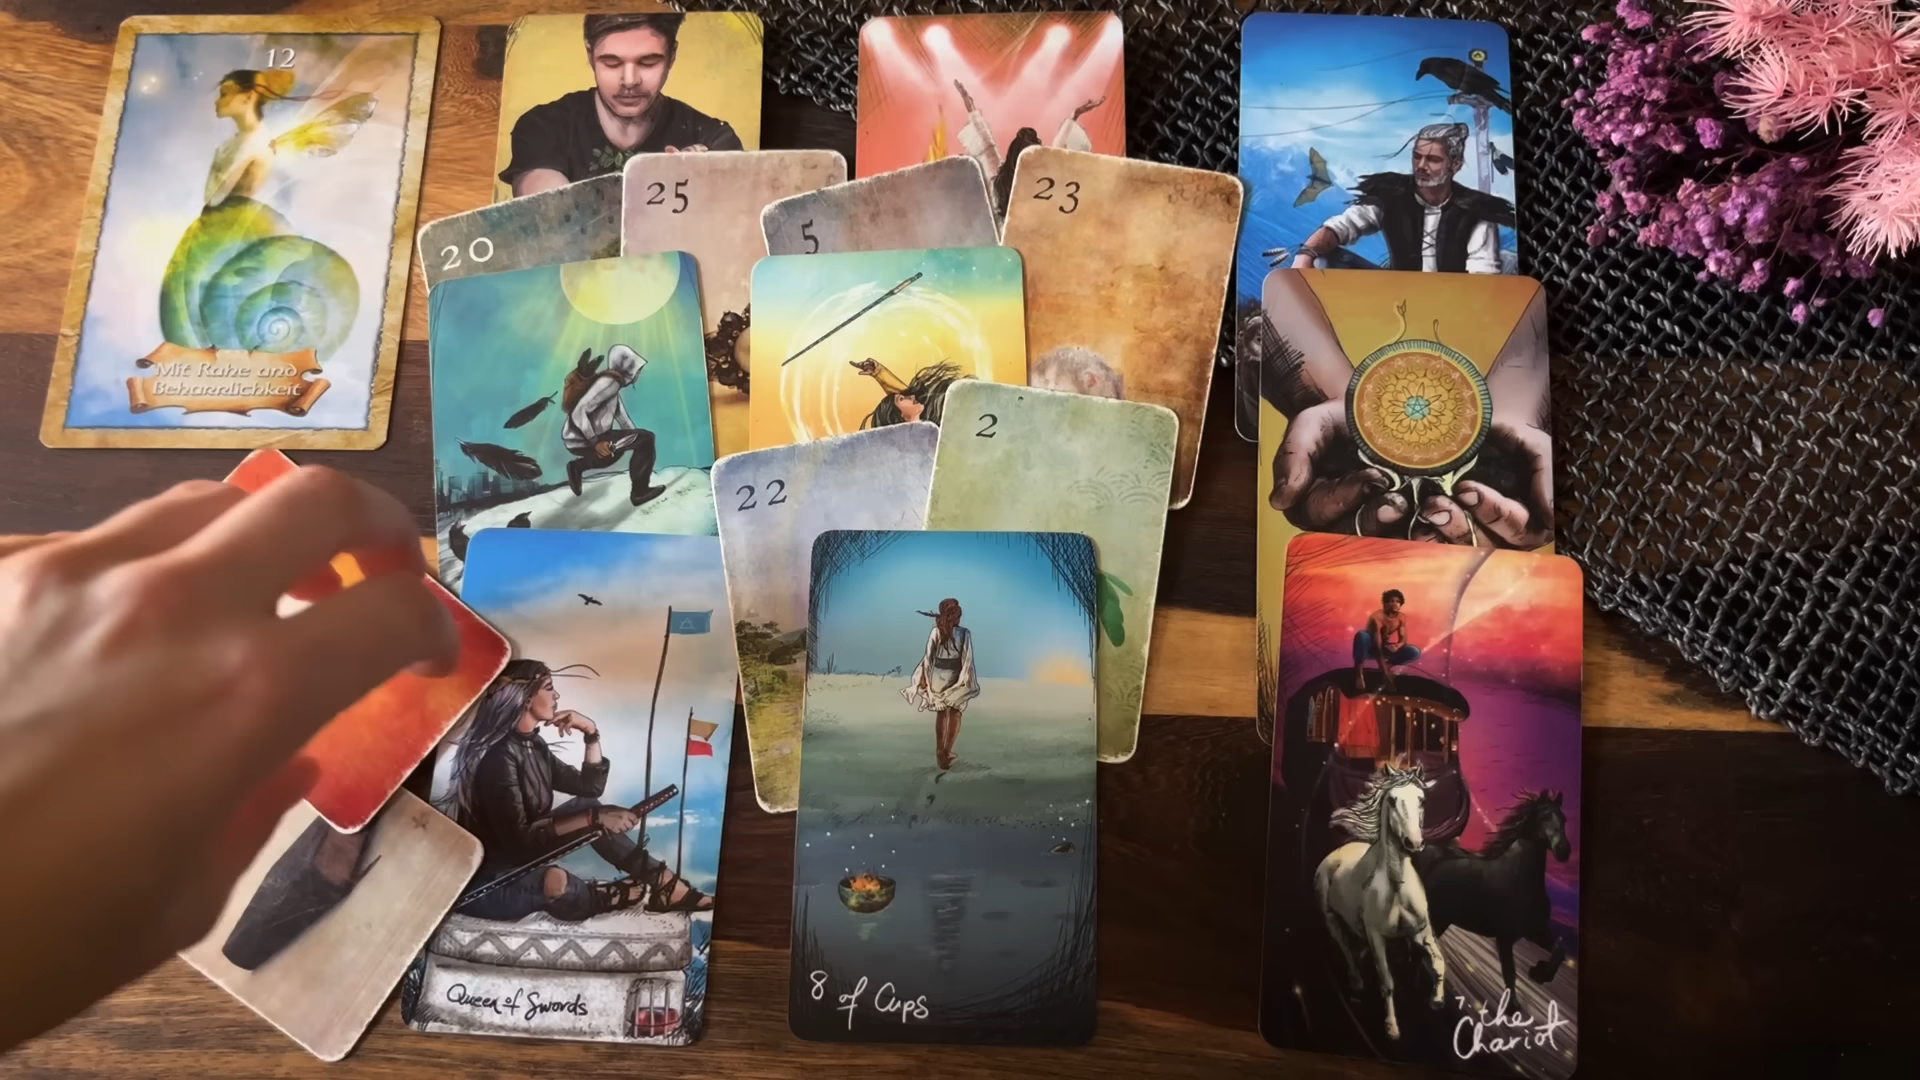 12
Mit Ruhe und
Beharrlichkeit
25
5
23
20
2
22
Queen of Swords
8 of Cups
7. the
Chariot